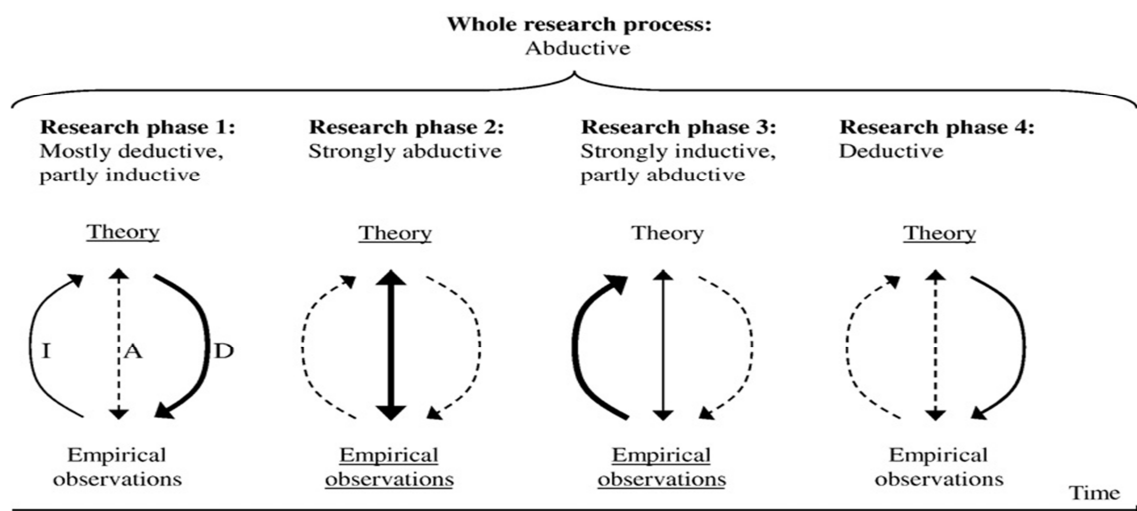 Whole research process:
Abductive
Research phase 1:
Mostly deductive,
partly inductive
Research phase 2:
Strongly abductive
Research phase 3:
Strongly inductive,
partly abductive
Research phase 4:
Deductive
Theory
Theory
Theory
Theory
I
A
D
Empirical
observations
Empirical
observations
Empirical
observations
Empirical
observations
Time